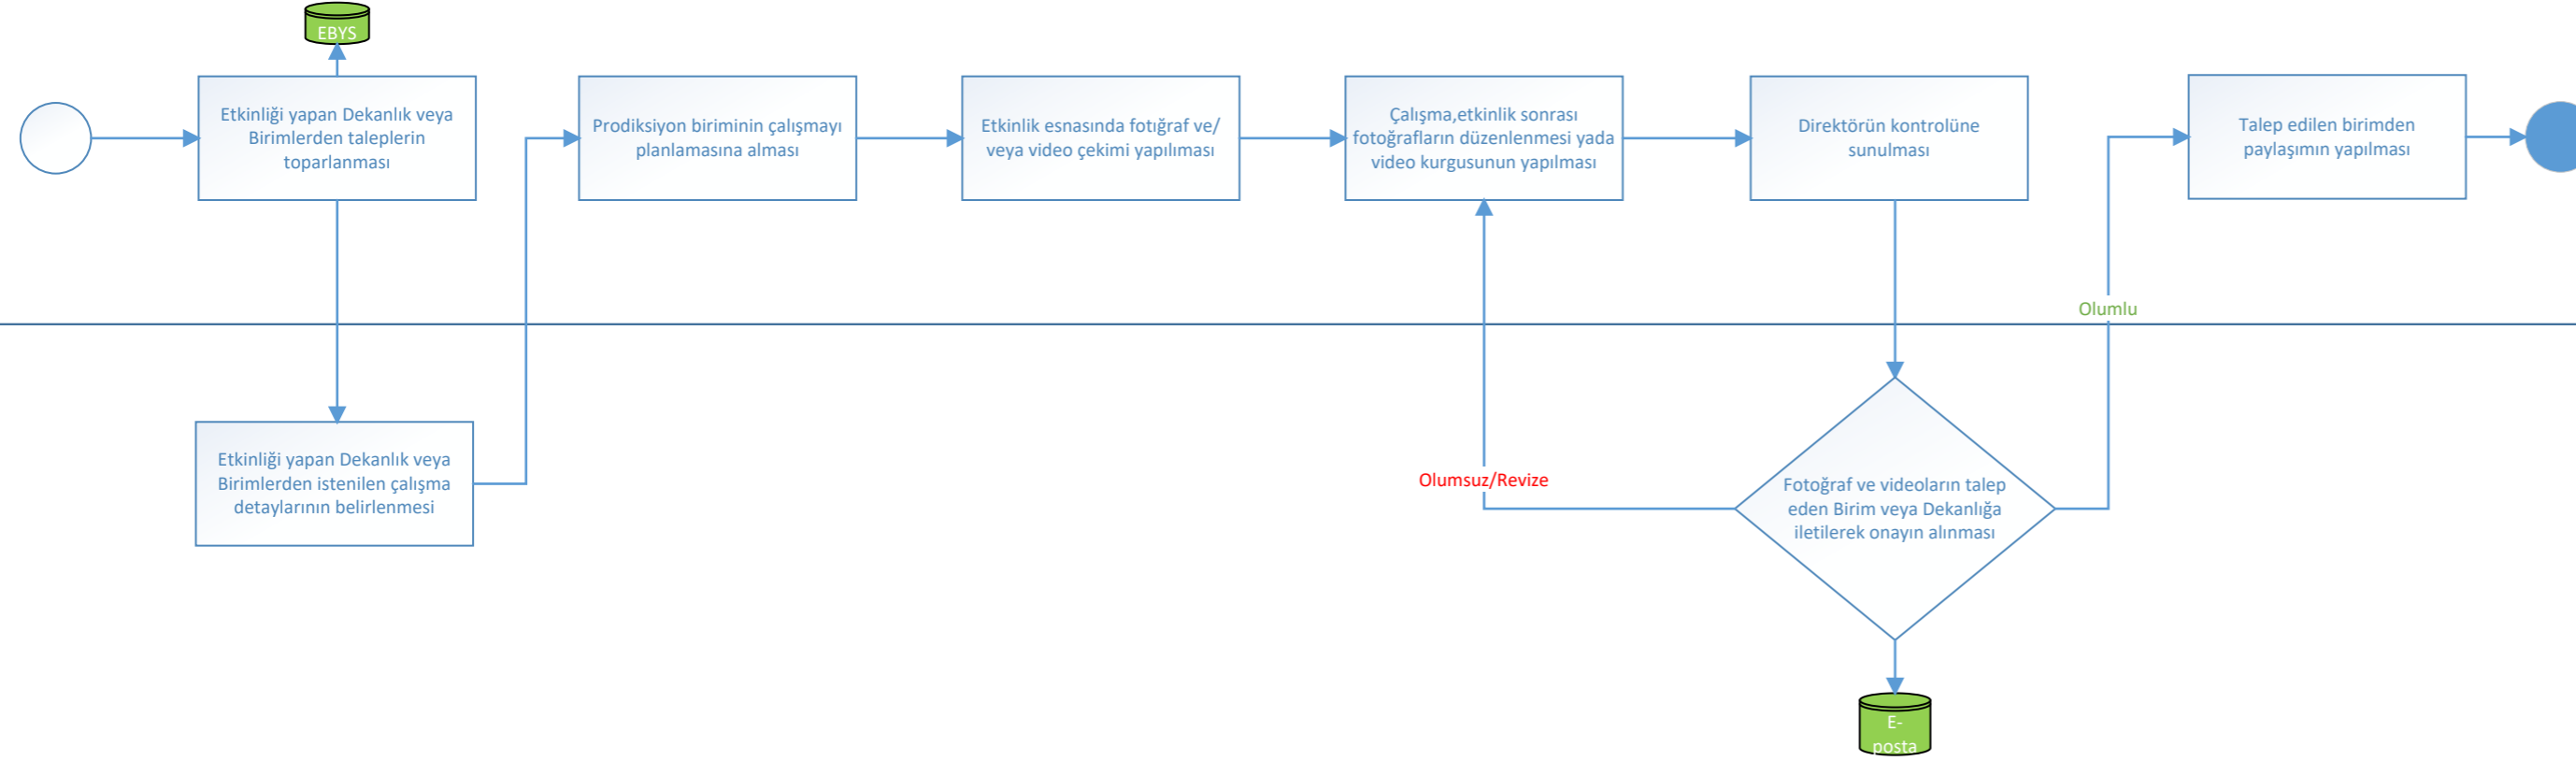 EBYS
Etkinliği yapan Dekanlık veya
Birimlerden taleplerin
toparlanması
Prodiksiyon biriminin çalışmayı
planlamasına alması
Etkinlik esnasında fotığraf ve/
veya video çekimi yapılıması
Çalışma,etkinlik sonrası
fotoğrafların düzenlenmesi yada
video kurgusunun yapılması
Direktörün kontrolüne
sunulması
Talep edilen birimden
paylaşımın yapılması
Olumlu
Etkinliği yapan Dekanlık veya
Birimlerden istenilen çalışma
detaylarının belirlenmesi
Olumsuz/Revize
Fotoğraf ve videoların talep
eden Birim veya Dekanlığa
iletilerek onayın alınması
E-
posta